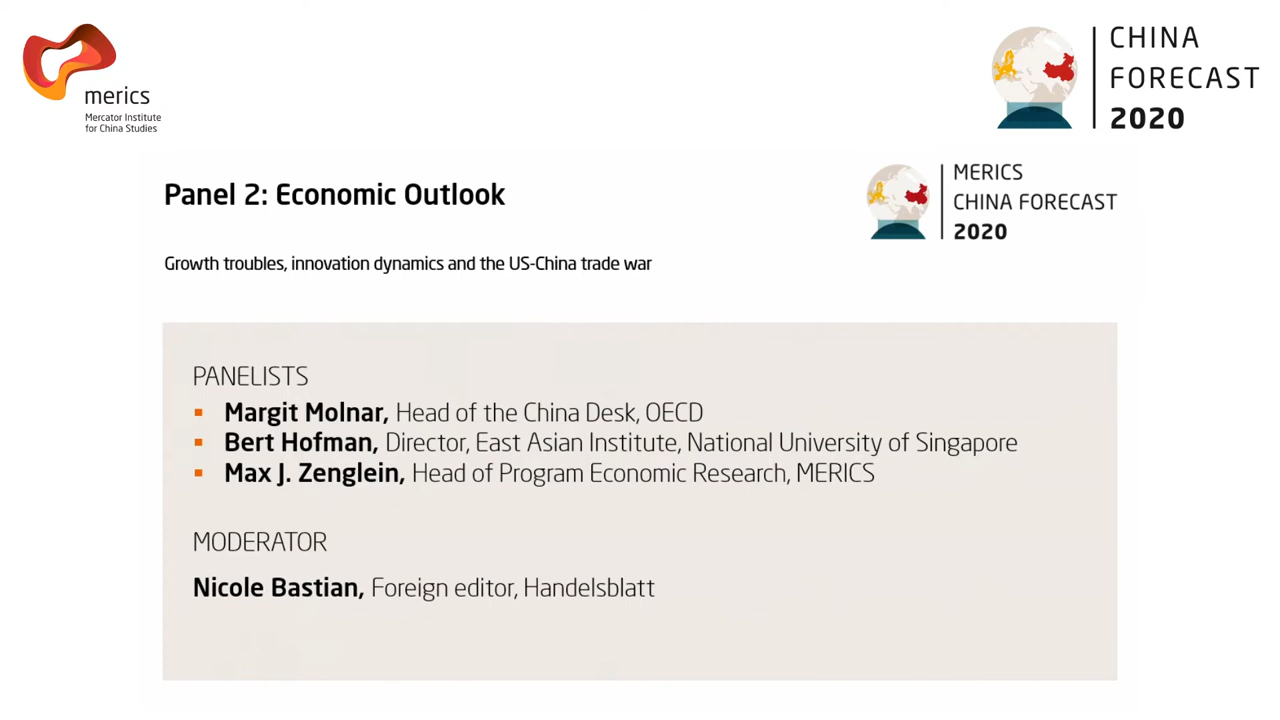 merics
Mercator Institute
for China Studies
CHINA
FORECAST
2020
Panel 2: Economic Outlook
MERICS
CHINA FORECAST
2020
Growth troubles, innovation dynamics and the US-China trade war
PANELISTS
▪ Margit Molnar, Head of the China Desk, OECD
▪ Bert Hofman, Director, East Asian Institute, National University of Singapore
▪ Max J. Zenglein, Head of Program Economic Research, MERICS
MODERATOR
Nicole Bastian, Foreign editor, Handelsblatt